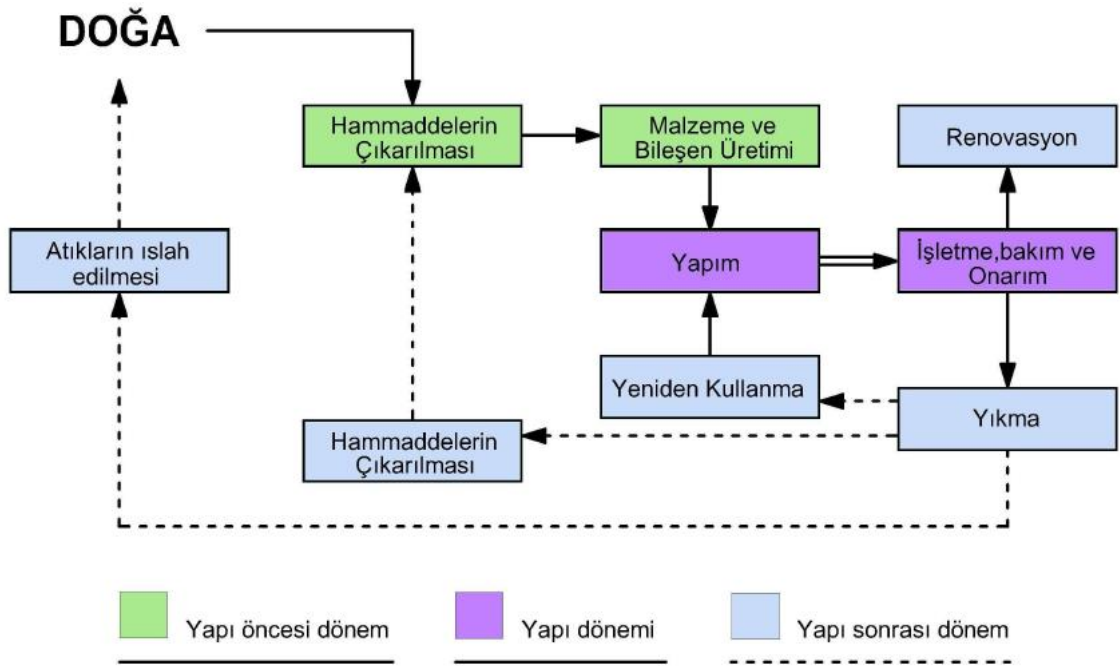 DOĞA
Hammaddelerin
Çıkarılması
Malzeme ve
Bileşen Üretimi
Renovasyon
Atıkların ıslah
edilmesi
Yapım
İşletme,bakım ve
Onarım
Yeniden Kullanma
Yıkma
Hammaddelerin
Çıkarılması
Yapı öncesi dönem
Yapı dönemi
Yapı sonrası dönem